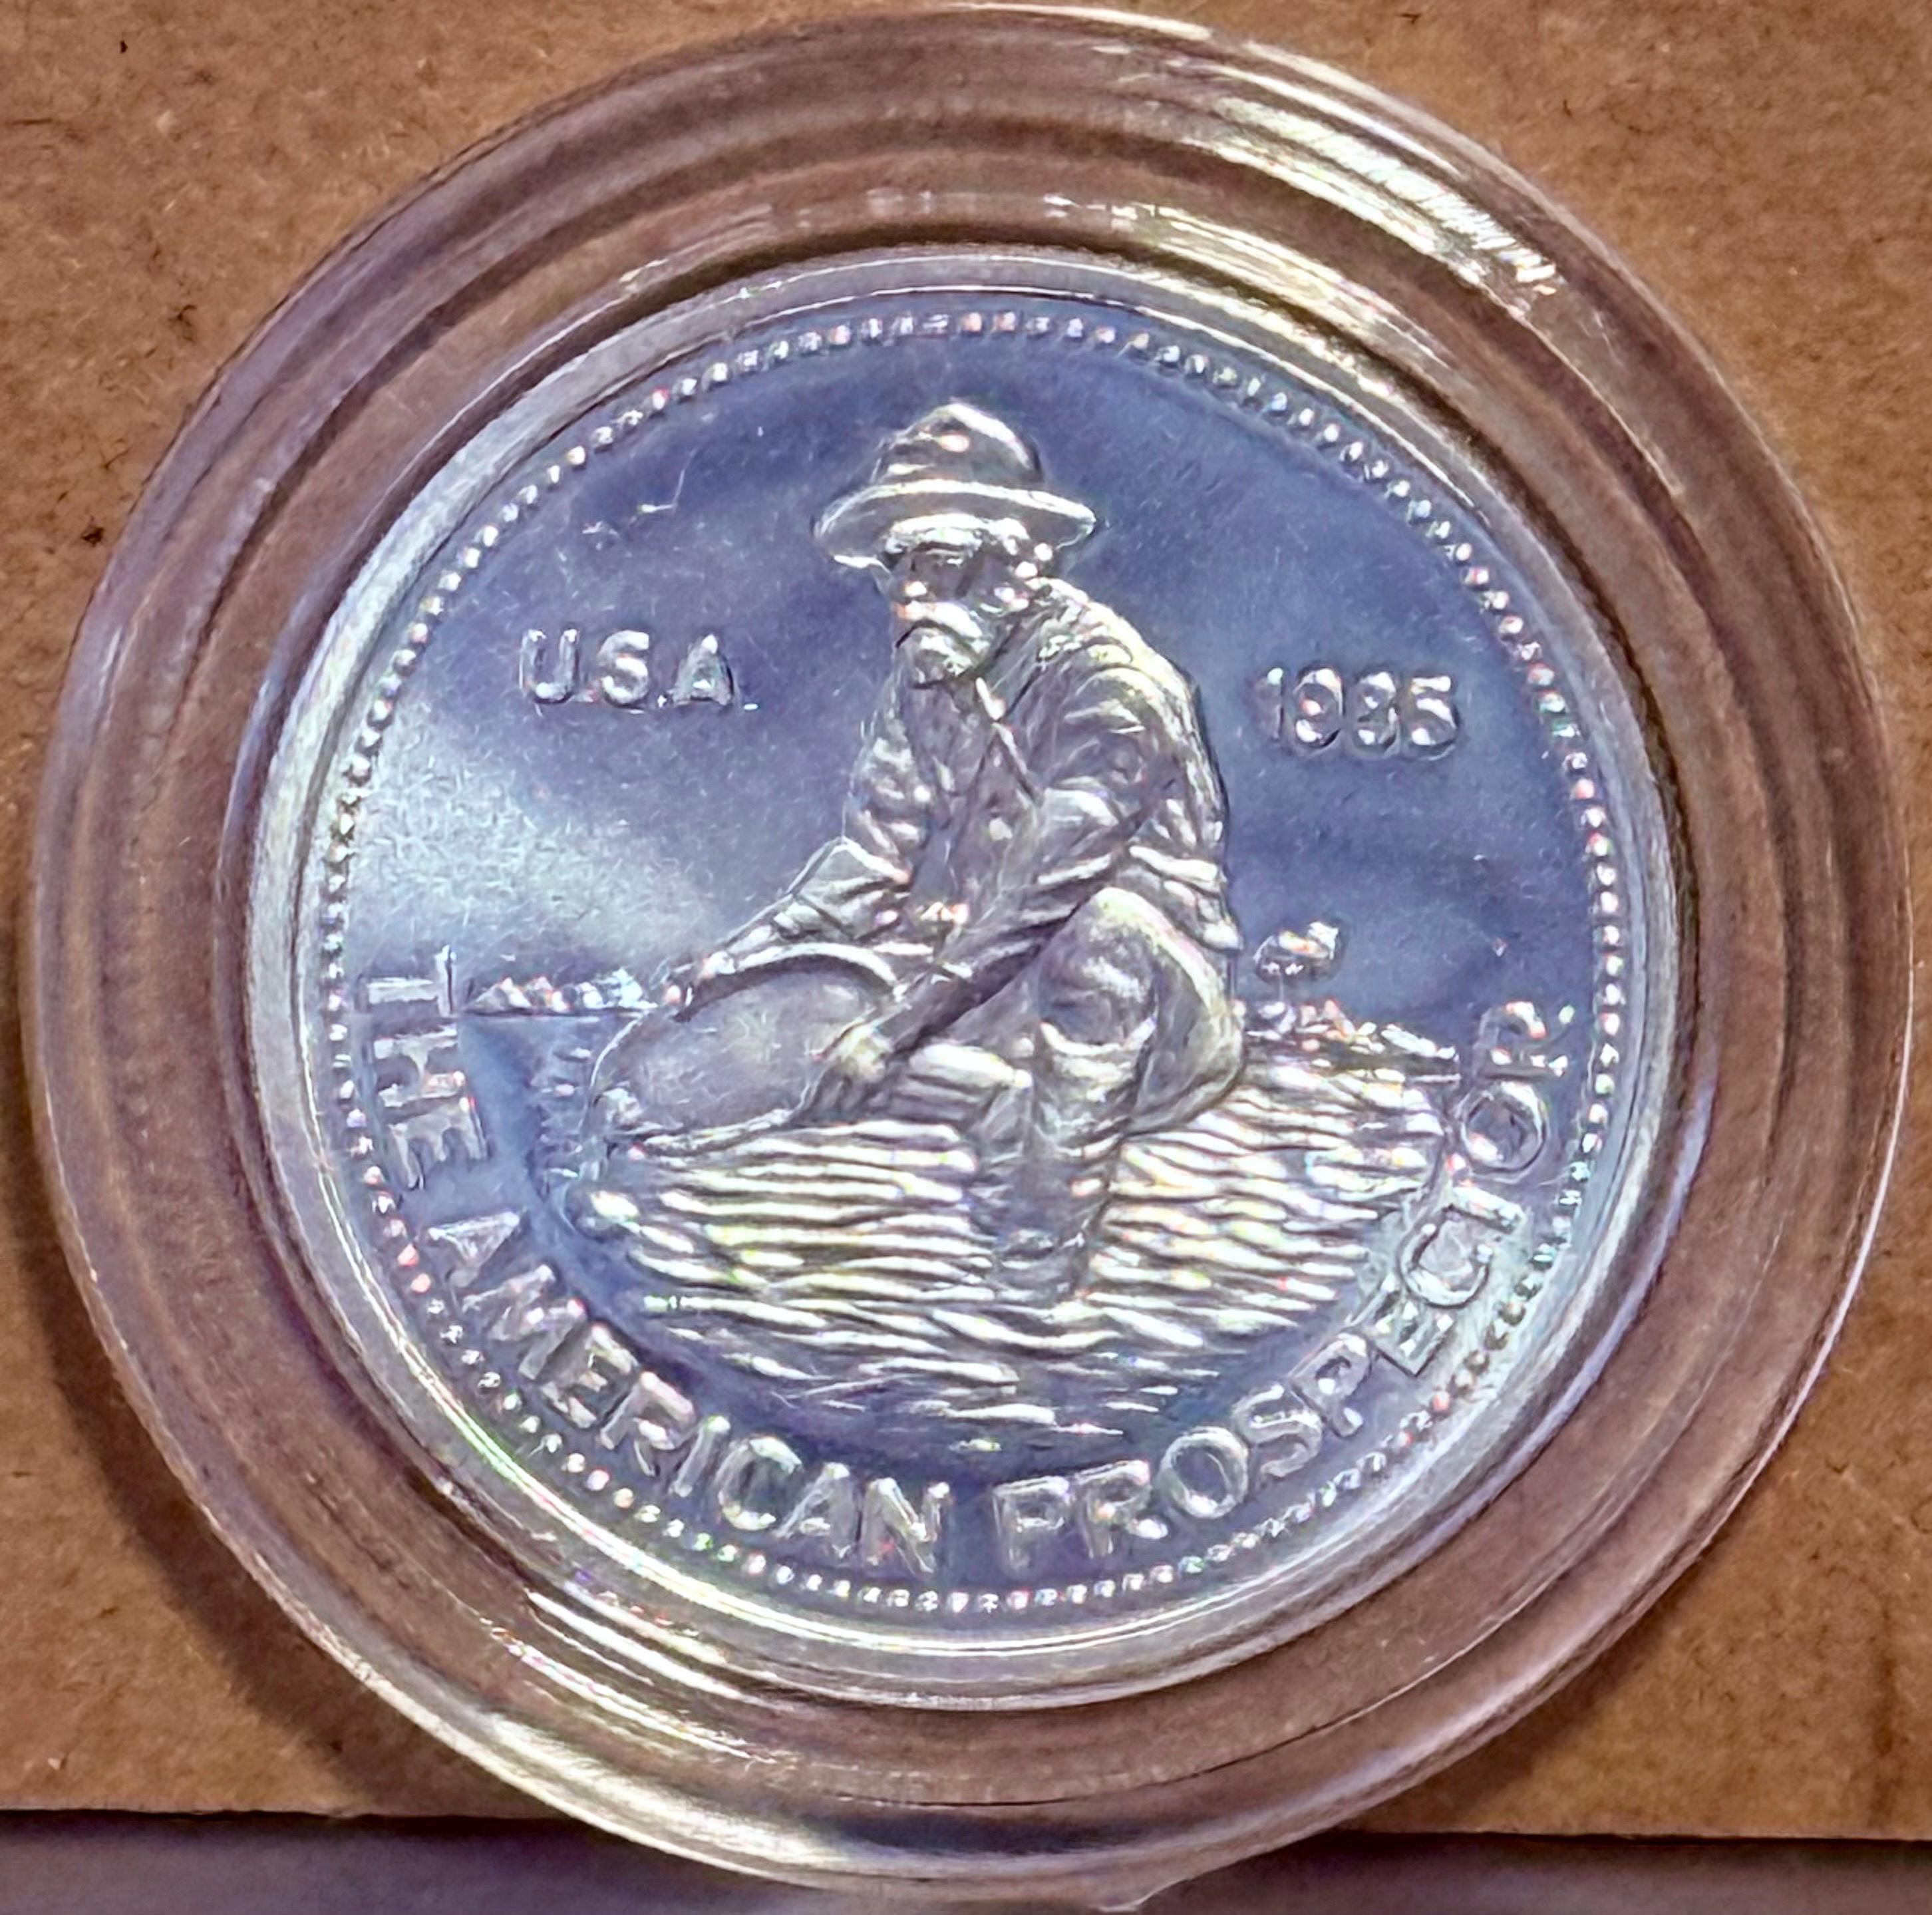 U.S.A.
1985
THE AMERICAN PROSPECTOR